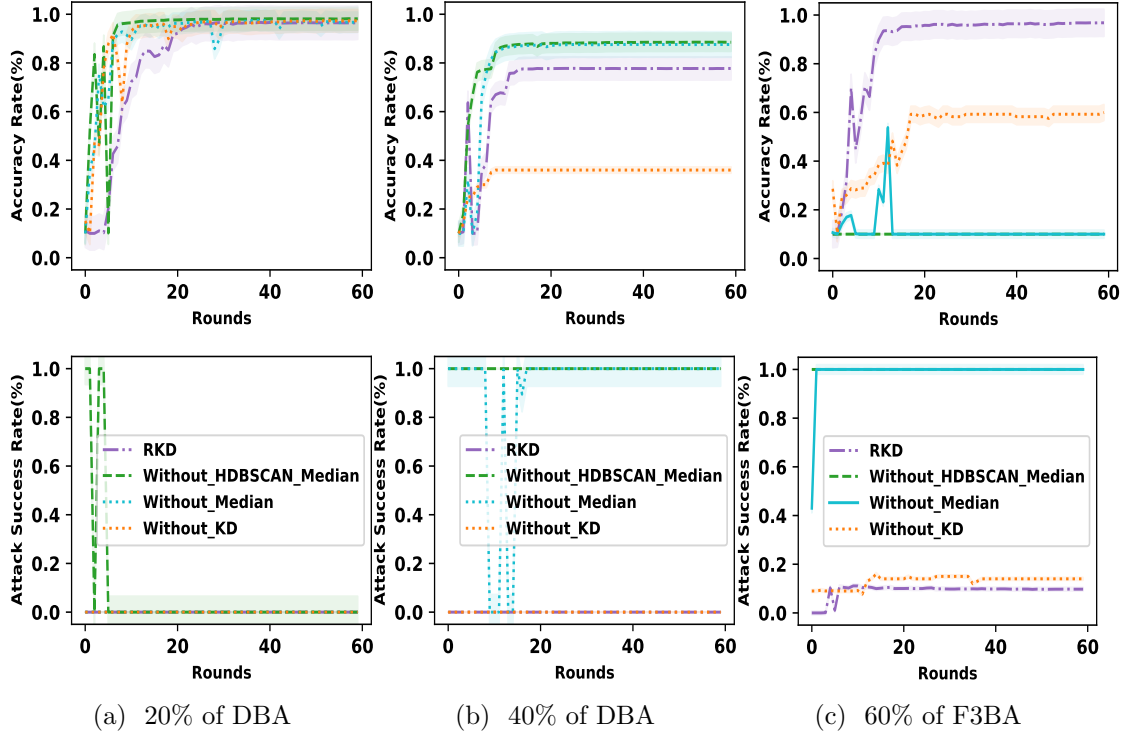 1.0
0.8
0.6
0.4
0.2
0.0
Accuracy Rate(%)
0 20 40 60
Rounds
1.0
0.8
0.6
0.4
0.2
0.0
Accuracy Rate(%)
0 20 40 60
Rounds
1.0
0.8
0.6
0.4
0.2
0.0
Accuracy Rate(%)
0 20 40 60
Rounds
1.0
0.8
0.6
0.4
0.2
0.0
Attack Success Rate(%)
RKD
Without_HDBSCAN_Median
Without_Median
Without_KD
0 20 40 60
Rounds
1.0
0.8
0.6
0.4
0.2
0.0
Attack Success Rate(%)
RKD
Without_HDBSCAN_Median
Without_Median
Without_KD
0 20 40 60
Rounds
1.0
0.8
0.6
0.4
0.2
0.0
Attack Success Rate(%)
RKD
Without_HDBSCAN_Median
Without_Median
Without_KD
0 20 40 60
Rounds
(a) 20% of DBA
(b) 40% of DBA
(c) 60% of F3BA